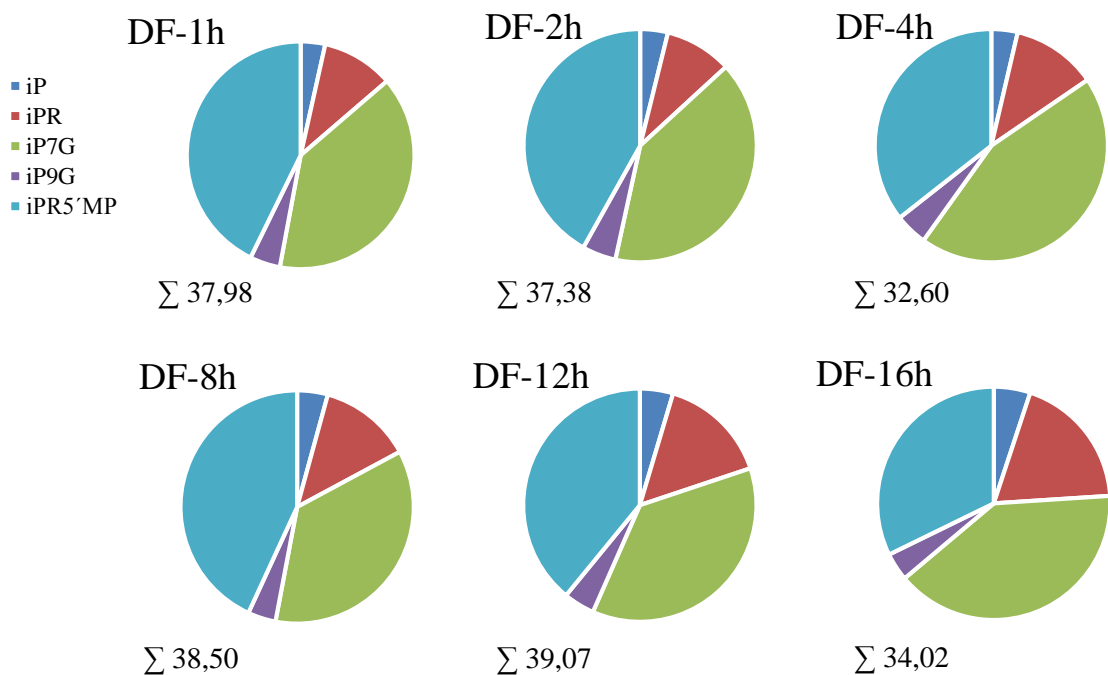 DF-1h
DF-2h
DF-4h
iP
iPR
iP7G
iP9G
iPR5´MP
∑ 37,98
∑ 37,38
∑ 32,60
DF-8h
DF-12h
DF-16h
∑ 38,50
∑ 39,07
∑ 34,02